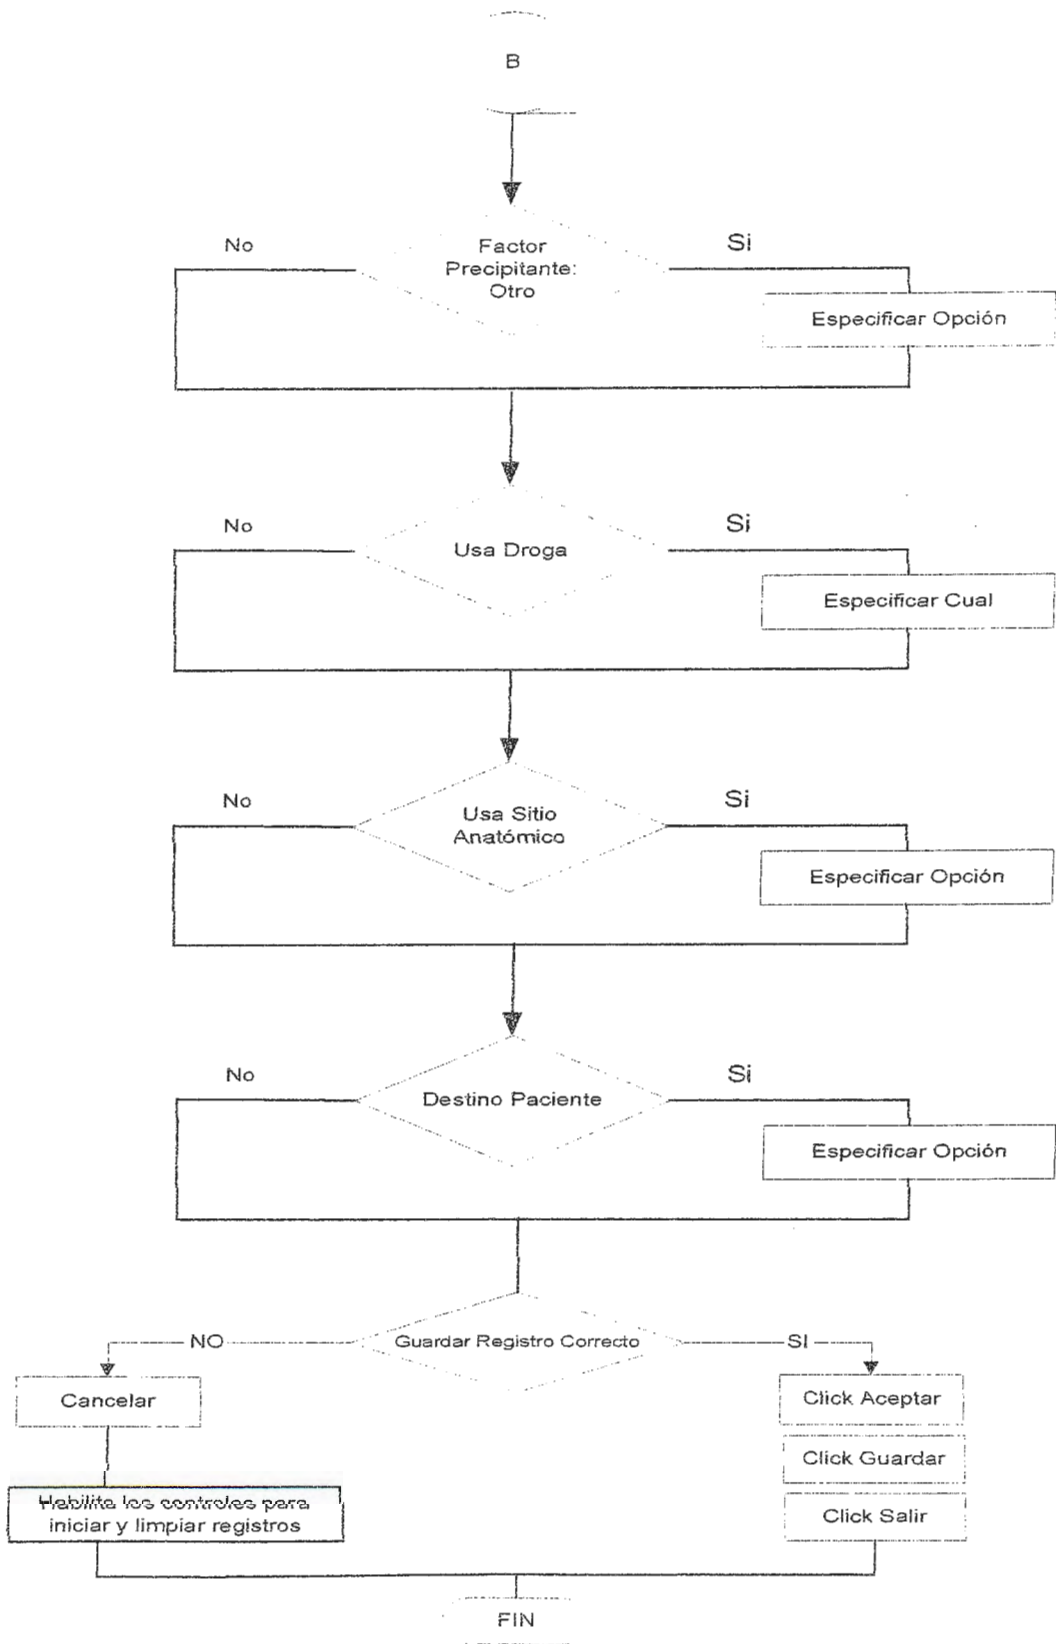 B
No
Factor
Precipitante:
Otro
Si
Especificar Opción
No
Usa Droga
Si
Especificar Cual
No
Usa Sitio
Anatómico
Si
Especificar Opción
No
Destino Paciente
Si
Especificar Opción
NO
Guardar Registro Correcto
SI
Cancelar
Click Aceptar
Click Guardar
Habilita los controles para
iniciar y limpiar registros
Click Salir
FIN